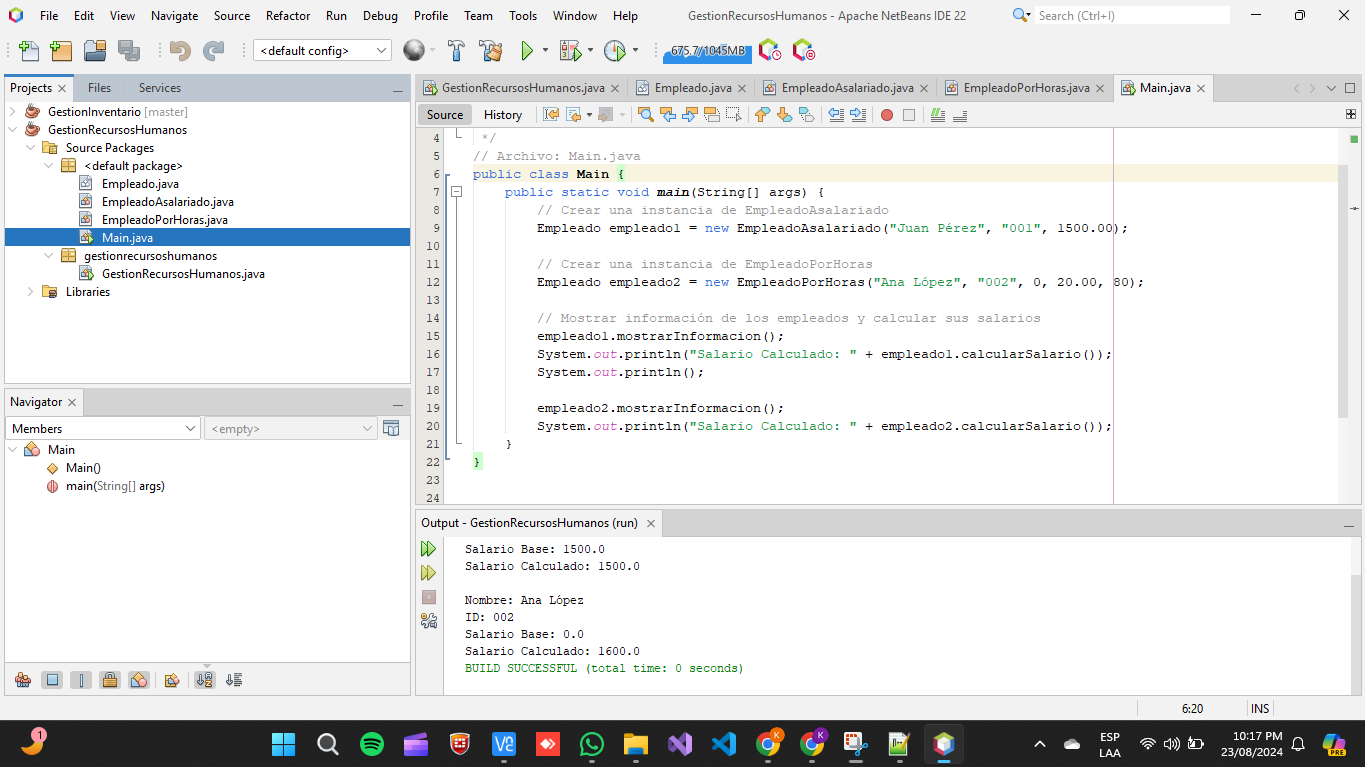 File Edit View Navigate Source Refactor Run Debug Profile Team Tools Window Help GestionRecursosHumanos - Apache NetBeans IDE 22 Search (Ctrl+I)
<default config> 675.7/1045MB
Projects Files Services
GestionInventario [master]
GestionRecursosHumanos
Source Packages
<default package>
Empleado.java
EmpleadoAsalariado.java
EmpleadoPorHoras.java
Main.java
gestionrecursoshumanos
GestionRecursosHumanos.java
Libraries
Navigator
Members <empty>
Main
Main()
main(String[] args)
GestionRecursosHumanos.java Empleado.java EmpleadoAsalariado.java EmpleadoPorHoras.java Main.java
Source History
4 */
5 // Archivo: Main.java
6 public class Main {
7 public static void main(String[] args) {
8 // Crear una instancia de EmpleadoAsalariado
9 Empleado empleado1 = new EmpleadoAsalariado("Juan Pérez", "001", 1500.00);
10
11 // Crear una instancia de EmpleadoPorHoras
12 Empleado empleado2 = new EmpleadoPorHoras("Ana López", "002", 0, 20.00, 80);
13
14 // Mostrar información de los empleados y calcular sus salarios
15 empleado1.mostrarInformacion();
16 System.out.println("Salario Calculado: " + empleado1.calcularSalario());
17 System.out.println();
18
19 empleado2.mostrarInformacion();
20 System.out.println("Salario Calculado: " + empleado2.calcularSalario());
21 }
22 }
23
24
Output - GestionRecursosHumanos (run)
Salario Base: 1500.0
Salario Calculado: 1500.0
Nombre: Ana López
ID: 002
Salario Base: 0.0
Salario Calculado: 1600.0
BUILD SUCCESSFUL (total time: 0 seconds)
6:20 INS
1
K
K
PRE
ESP
LAA
10:17 PM
23/08/2024